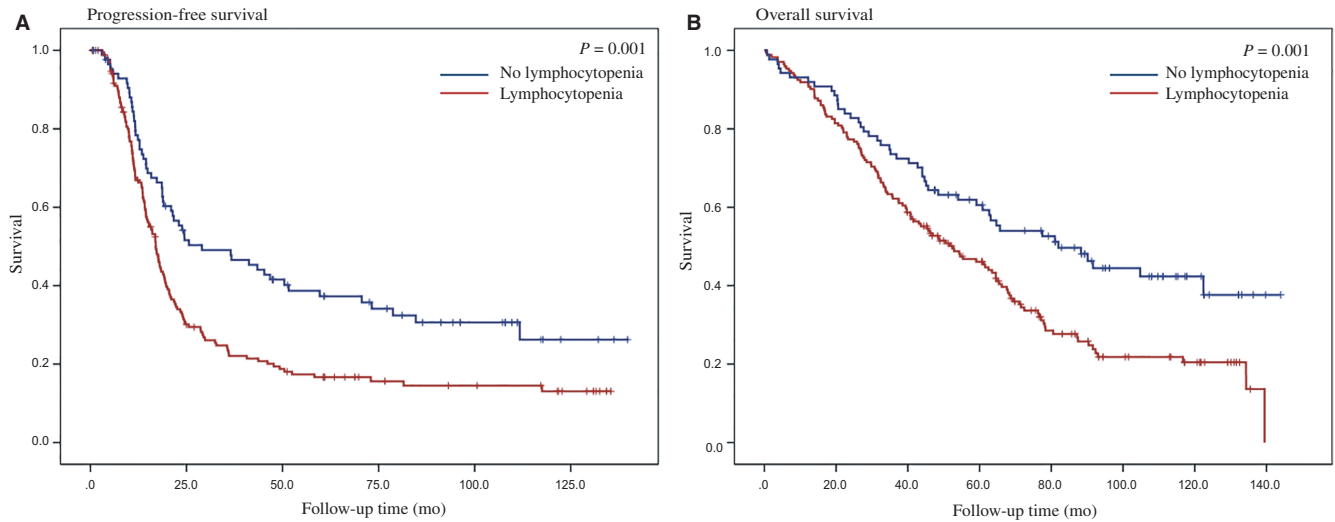 A
Progression-free survival
P = 0.001
No lymphocytopenia
Lymphocytopenia
Survival
1.0
0.8
0.6
0.4
0.2
0.0
.0
25.0
50.0
75.0
100.0
125.0
Follow-up time (mo)
B
Overall survival
P = 0.001
No lymphocytopenia
Lymphocytopenia
Survival
1.0
0.8
0.6
0.4
0.2
0.0
.0
20.0
40.0
60.0
80.0
100.0
120.0
140.0
Follow-up time (mo)